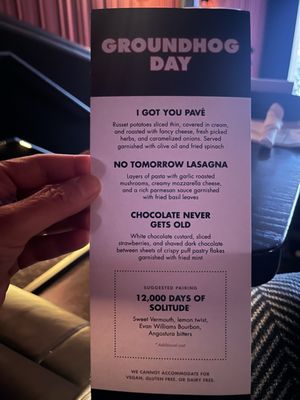 GROUNDHOG
DAY
I GOT YOU PAVÉ
Russet potatoes sliced thin, covered in cream,
and roasted with fancy cheese, fresh picked
herbs, and caramelized onions. Served
garnished with olive oil and fried spinach
NO TOMORROW LASAGNA
Layers of pasta with garlic roasted
mushrooms, creamy mozzarella cheese,
and a rich parmesan sauce garnished
with fried basil leaves
CHOCOLATE NEVER
GETS OLD
White chocolate custard, sliced
strawberries, and shaved dark chocolate
between sheets of crispy puff pastry flakes
garnished with fried mint
SUGGESTED PAIRING
12,000 DAYS OF
SOLITUDE
Sweet Vermouth, lemon twist,
Evan Williams Bourbon,
Angostura bitters
*Additional cost
WE CANNOT ACCOMMODATE FOR
VEGAN, GLUTEN FREE, OR DAIRY FREE.